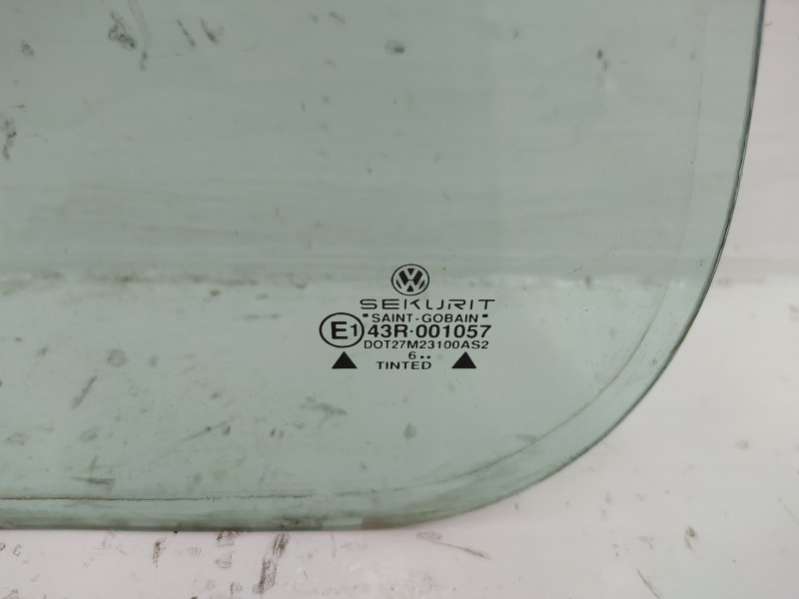 SEKURIT
"SAINT-GOBAIN"
E1 43R-001057
DOT27M23100AS2
6..
TINTED